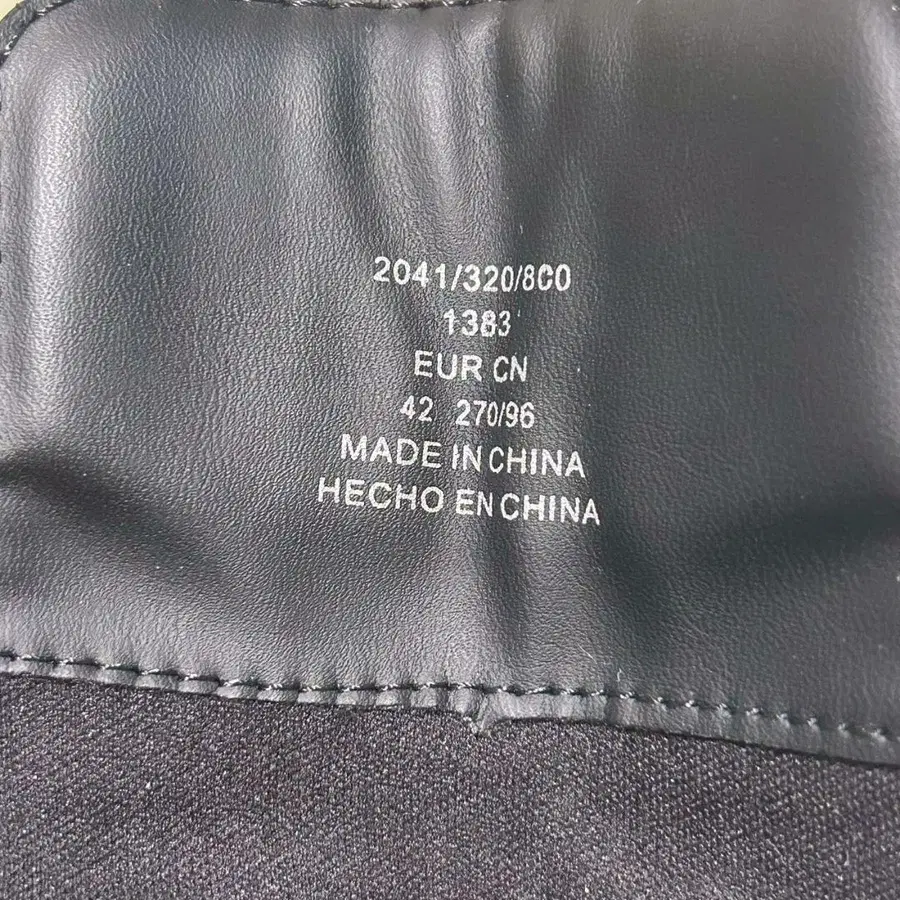 2041/320/800
1383
EUR CN
42 270/96
MADE IN CHINA
HECHO EN CHINA